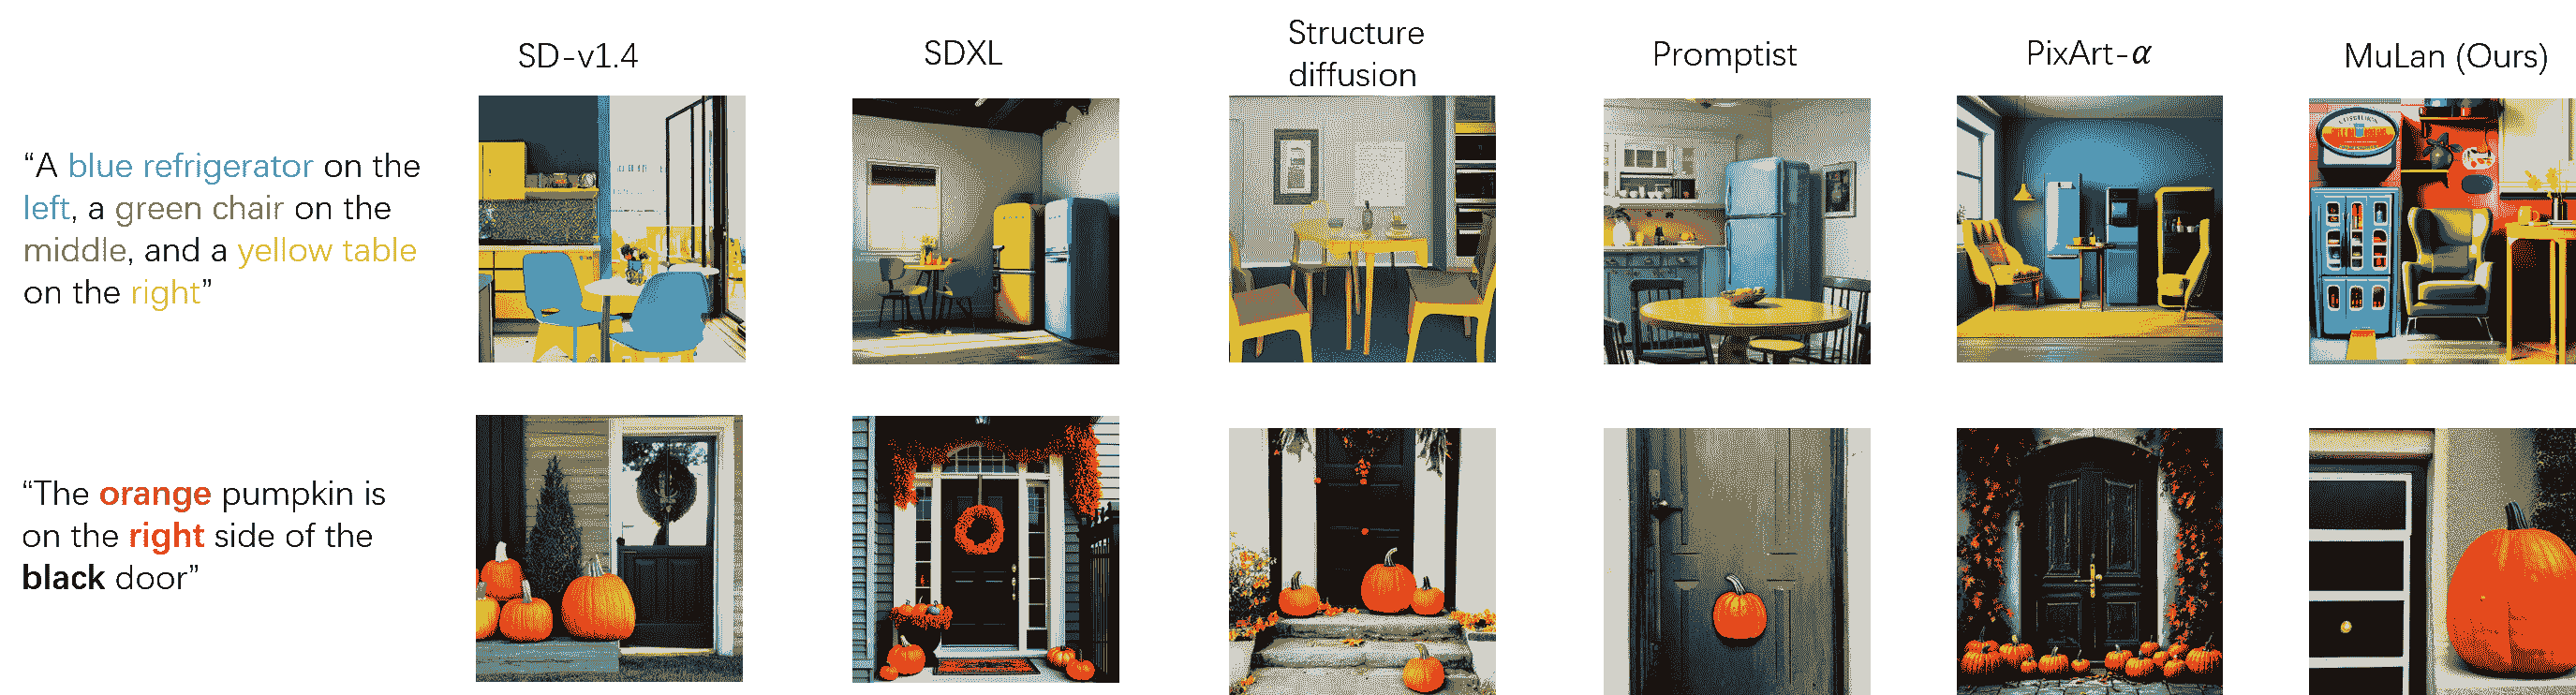 SD-v1.4
SDXL
Structure
diffusion
Promptist
PixArt-α
MuLan (Ours)
“A blue refrigerator on the
left, a green chair on the
middle, and a yellow table
on the right”
“The orange pumpkin is
on the right side of the
black door”